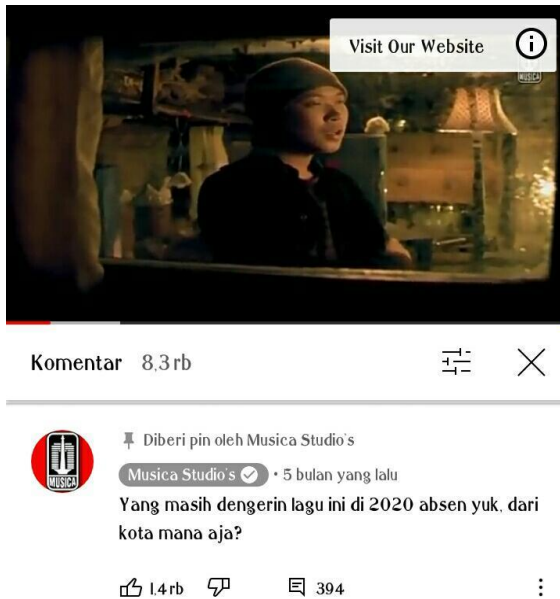 Visit Our Website
MUSICA
Komentar 8,3 rb
Diberi pin oleh Musica Studio's
MUSICA
Musica Studio's • 5 bulan yang lalu
Yang masih dengerin lagu ini di 2020 absen yuk, dari
kota mana aja?
1,4 rb 394